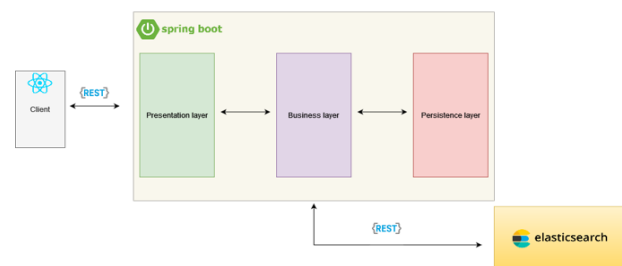 spring boot
Client
{REST}
Presentation layer
Business layer
Persistence layer
{REST}
elasticsearch